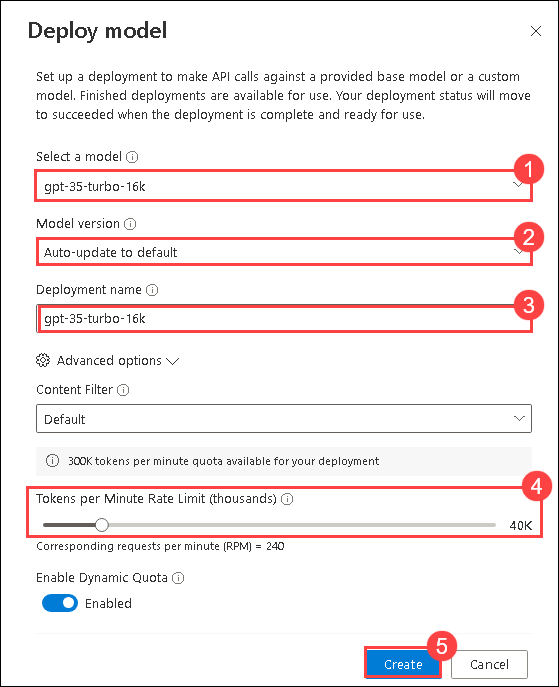 Deploy model
Set up a deployment to make API calls against a provided base model or a custom
model. Finished deployments are available for use. Your deployment status will move
to succeeded when the deployment is complete and ready for use.
Select a model
1
gpt-35-turbo-16k
Model version
2
Auto-update to default
Deployment name
3
gpt-35-turbo-16k
Advanced options
Content Filter
Default
300K tokens per minute quota available for your deployment
4
Tokens per Minute Rate Limit (thousands)
40K
Corresponding requests per minute (RPM) = 240
Enable Dynamic Quota
Enabled
5
Create Cancel